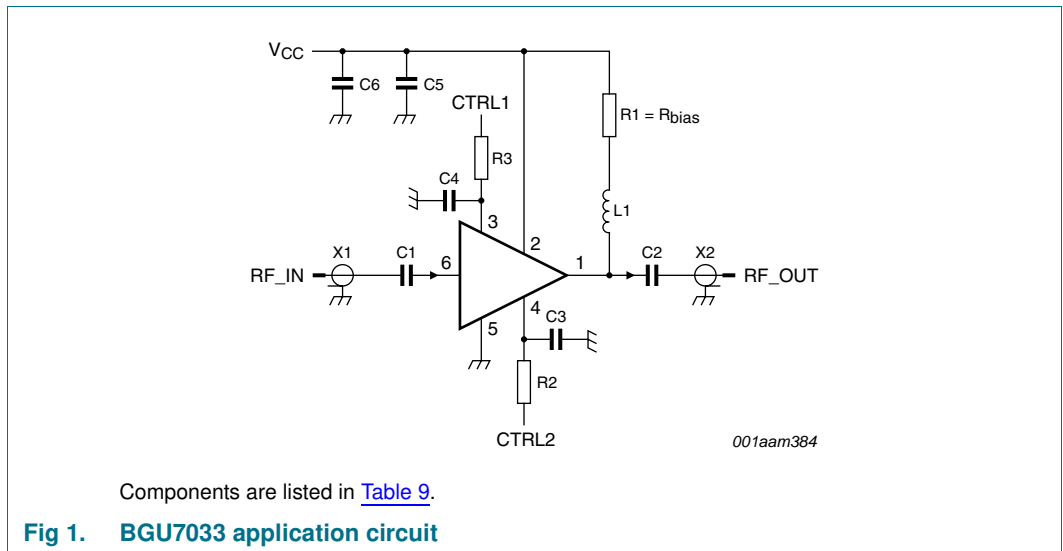 VCC
C6
C5
CTRL1
R1 = Rbias
R3
C4
L1
3
2
X1
C1
6
1
C2
X2
RF_IN
RF_OUT
4
C3
5
R2
CTRL2
001aam384
Components are listed in Table 9.
Fig 1. BGU7033 application circuit